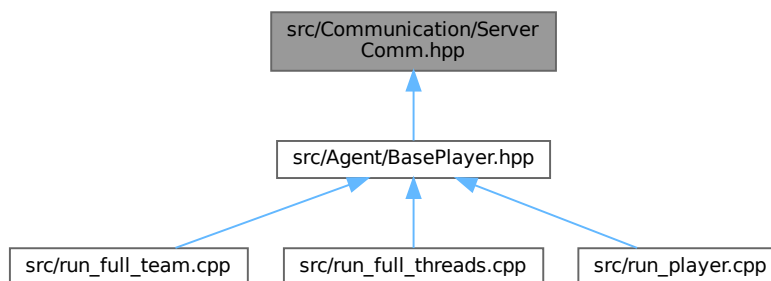 src/Communication/Server
Comm.hpp
src/Agent/BasePlayer.hpp
src/run_full_team.cpp
src/run_full_threads.cpp
src/run_player.cpp